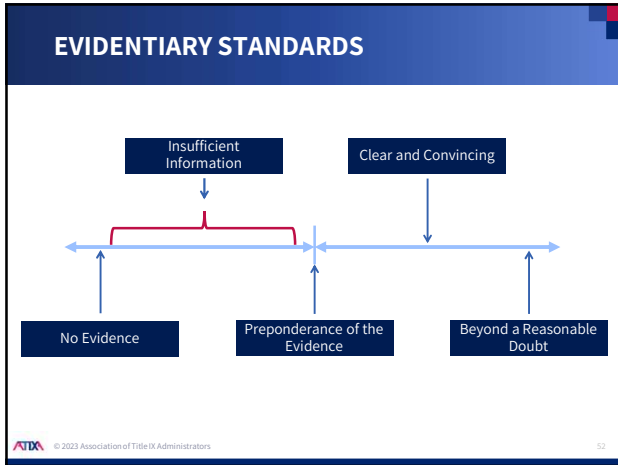 EVIDENTIARY STANDARDS
Insufficient
Information
Clear and Convincing
No Evidence
Preponderance of the
Evidence
Beyond a Reasonable
Doubt
ATIXA © 2023 Association of Title IX Administrators
52